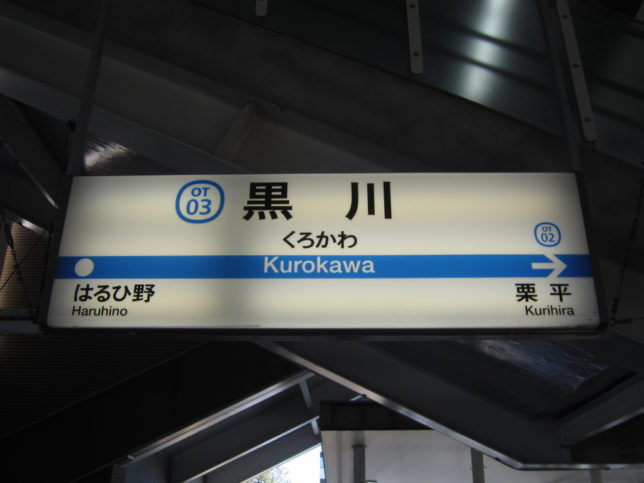 OT
03
黒川
くろかわ
OT
02
Kurokawa
はるひ野
Haruhino
栗平
Kurihira